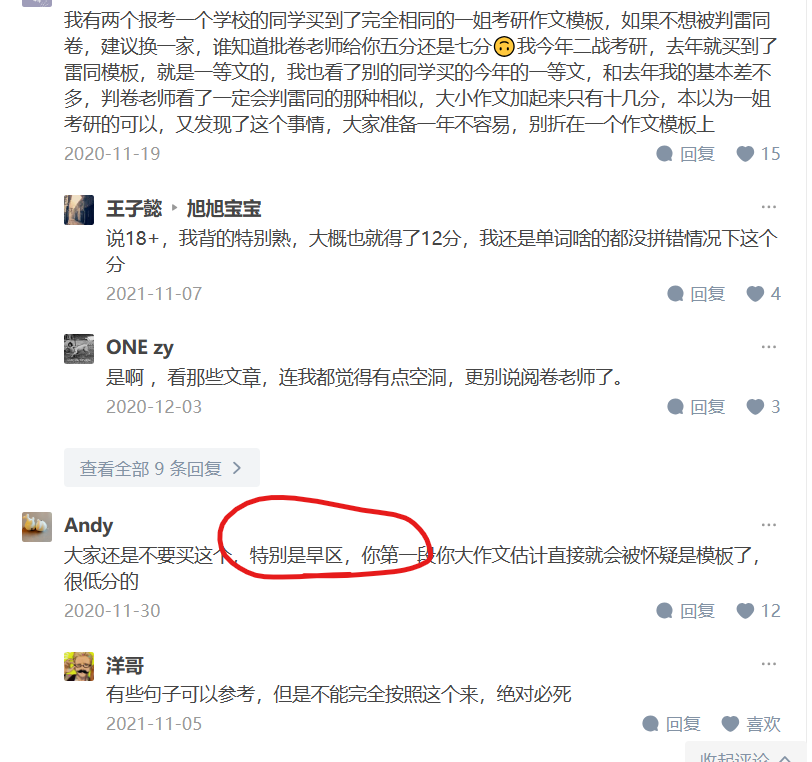 我有两个报考一个学校的同学买到了完全相同的一姐考研作文模板，如果不想被判雷同
卷，建议换一家，谁知道批卷老师给你五分还是七分🙃我今年二战考研，去年就买到了
雷同模板，就是一等文的，我也看了别的同学买的今年的一等文，和去年我的基本差不
多，判卷老师看了一定会判雷同的那种相似，大小作文加起来只有十几分，本以为一姐
考研的可以，又发现了这个事情，大家准备一年不容易，别折在一个作文模板上
2020-11-19 回复 15
王子懿 ▸ 旭旭宝宝
说18+，我背的特别熟，大概也就得了12分，我还是单词啥的都没拼错情况下这个
分
2021-11-07 回复 4
ONE zy
是啊 ，看那些文章，连我都觉得有点空洞，更别说阅卷老师了。
2020-12-03 回复 3
查看全部 9 条回复
Andy
大家还是不要买这个，特别是旱区，你第一段你大作文估计直接就会被怀疑是模板了，
很低分的
2020-11-30 回复 12
洋哥
有些句子可以参考，但是不能完全按照这个来，绝对必死
2021-11-05 回复 喜欢
收起评论